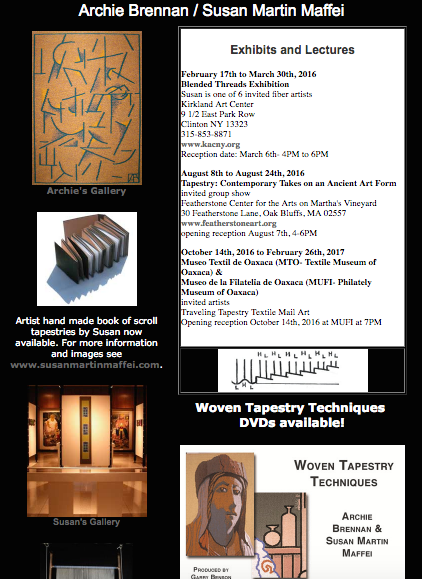 Archie Brennan / Susan Martin Maffei
Archie's Gallery
Artist hand made book of scroll
tapestries by Susan now
available. For more information
and images see
www.susanmartinmaffei.com.
Susan's Gallery
Exhibits and Lectures
February 17th to March 30th, 2016
Blended Threads Exhibition
Susan is one of 6 invited fiber artists
Kirkland Art Center
9 1/2 East Park Row
Clinton NY 13323
315-853-8871
www.kacny.org
Reception date: March 6th- 4PM to 6PM
August 8th to August 24th, 2016
Tapestry: Contemporary Takes on an Ancient Art Form
invited group show
Featherstone Center for the Arts on Martha's Vineyard
30 Featherstone Lane, Oak Bluffs, MA 02557
www.featherstoneart.org
opening reception August 7th, 4-6PM
October 14th, 2016 to February 26th, 2017
Museo Textil de Oaxaca (MTO- Textile Museum of
Oaxaca) &
Museo de la Filatelia de Oaxaca (MUFI- Philately
Museum of Oaxaca)
invited artists
Traveling Tapestry Textile Mail Art
Opening reception October 14th, 2016 at MUFI at 7PM
Woven Tapestry Techniques
DVDs available!
Woven Tapestry
Techniques
Archie
Brennan &
Susan Martin
Maffei
Produced by
Garry Benson